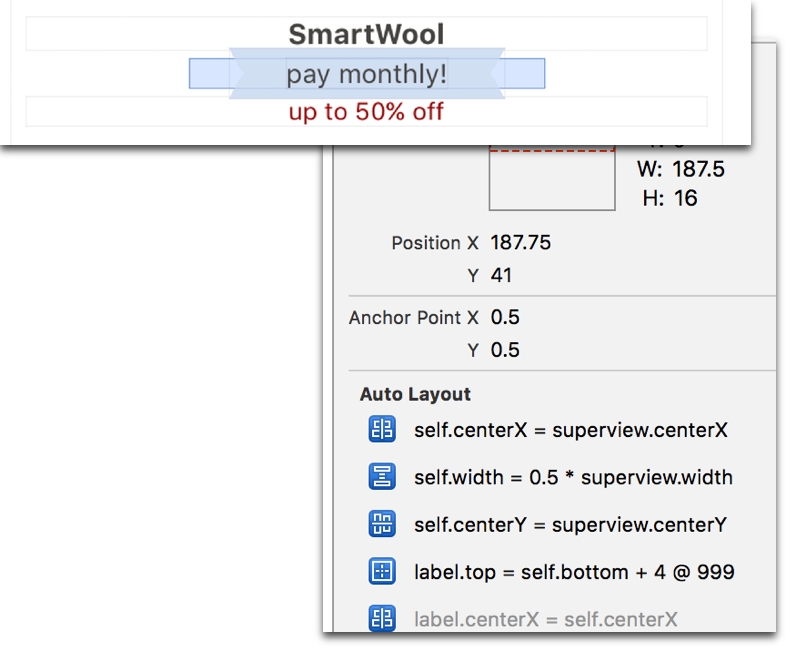 SmartWool
pay monthly!
up to 50% off
W: 187.5
H: 16
Position X 187.75
Y 41
Anchor Point X 0.5
Y 0.5
Auto Layout
self.centerX = superview.centerX
self.width = 0.5 * superview.width
self.centerY = superview.centerY
label.top = self.bottom + 4 @ 999
label.centerX = self.centerX